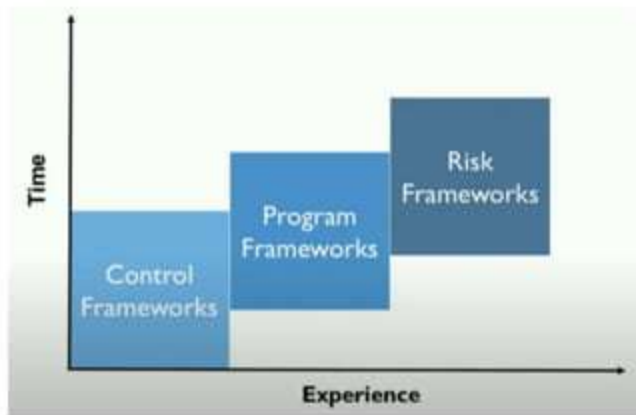 Time
Control
Frameworks
Program
Frameworks
Risk
Frameworks
Experience